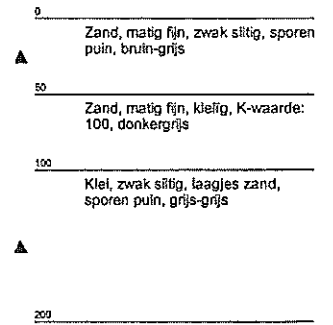 0
Zand, matig fijn, zwak siltig, sporen
puin, bruin-grijs
50
Zand, matig fijn, kleiïg, K-waarde:
100, donkergrijs
100
Klei, zwak siltig, laagjes zand,
sporen puin, grijs-grijs
200